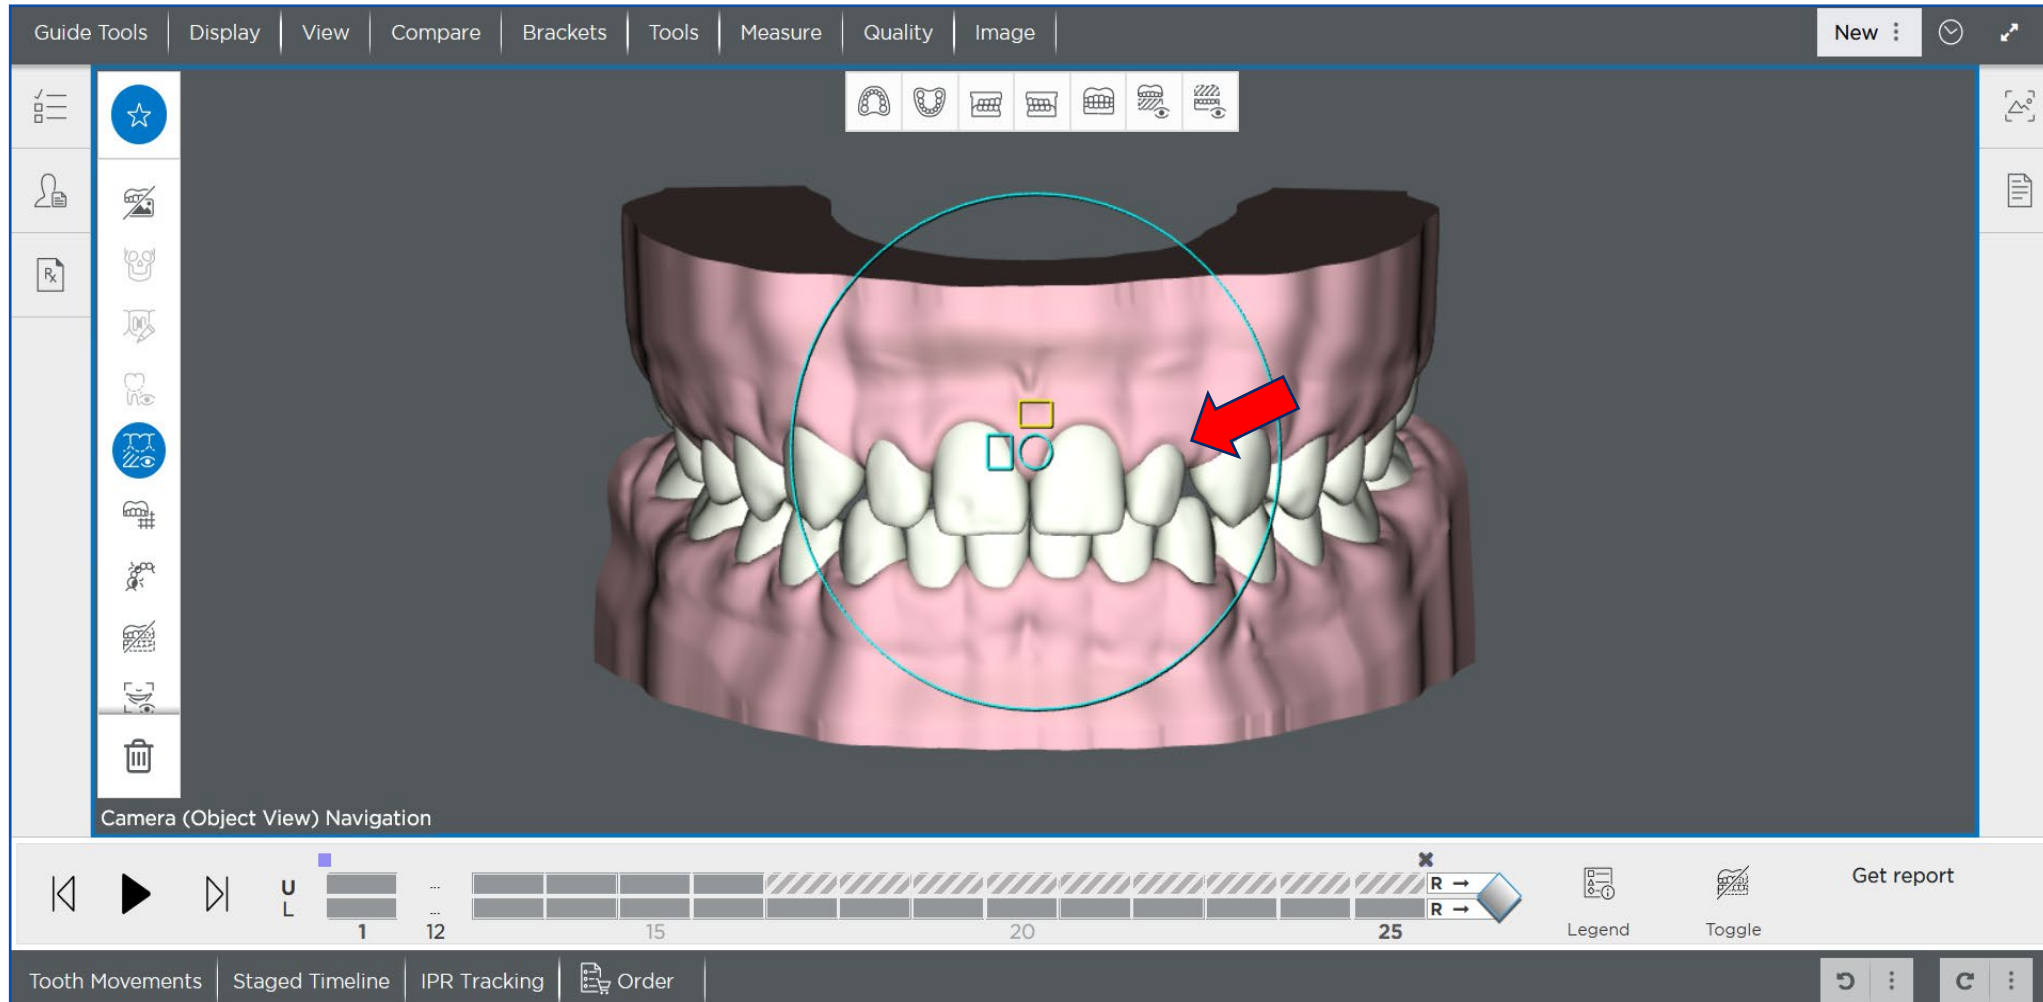 Guide Tools Display View Compare Brackets Tools Measure Quality Image New
Rx
Camera (Object View) Navigation
U R →
L R →
... ...
1 12 15 20 25
Legend Toggle Get report
Tooth Movements Staged Timeline IPR Tracking Order